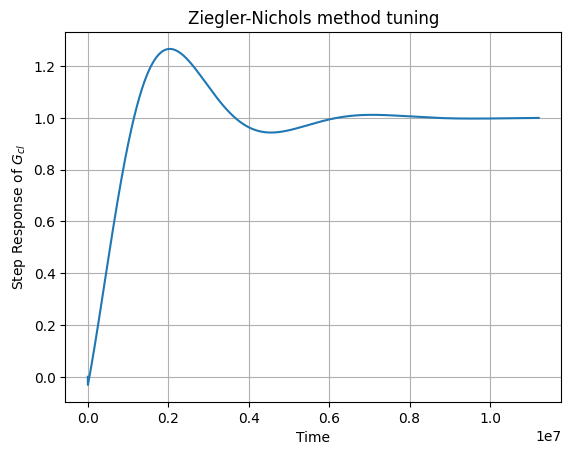 Ziegler-Nichols method tuning
Step Response of G_{cl}
1.2
1.0
0.8
0.6
0.4
0.2
0.0
0.0 0.2 0.4 0.6 0.8 1.0
1e7
Time